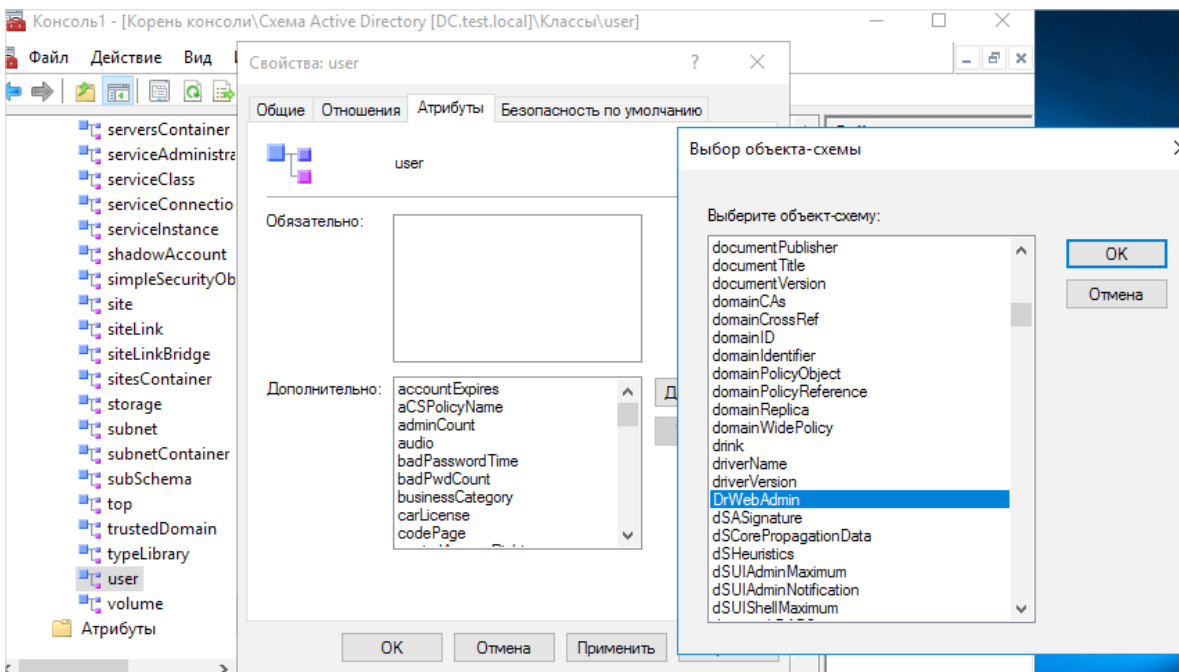 Консоль1 - [Корень консоли\Схема Active Directory [DC.test.local]\Классы\user]
Файл Действие Вид
serversContainer
serviceAdministra
serviceClass
serviceConnectio
serviceInstance
shadowAccount
simpleSecurityOb
site
siteLink
siteLinkBridge
sitesContainer
storage
subnet
subnetContainer
subSchema
top
trustedDomain
typeLibrary
user
volume
Атрибуты
Свойства: user
Общие Отношения Атрибуты Безопасность по умолчанию
user
Обязательно:
Дополнительно:
accountExpires
aCSPolicyName
adminCount
audio
badPasswordTime
badPwdCount
businessCategory
carLicense
codePage
OK Отмена Применить
Выбор объекта-схемы
Выберите объект-схему:
documentPublisher
documentTitle
documentVersion
domainCAs
domainCrossRef
domainID
domainIdentifier
domainPolicyObject
domainPolicyReference
domainReplica
domainWidePolicy
drink
driverName
driverVersion
DrWebAdmin
dSASignature
dSCorePropagationData
dSHeuristics
dSUIAdminMaximum
dSUIAdminNotification
dSUIShellMaximum
OK
Отмена